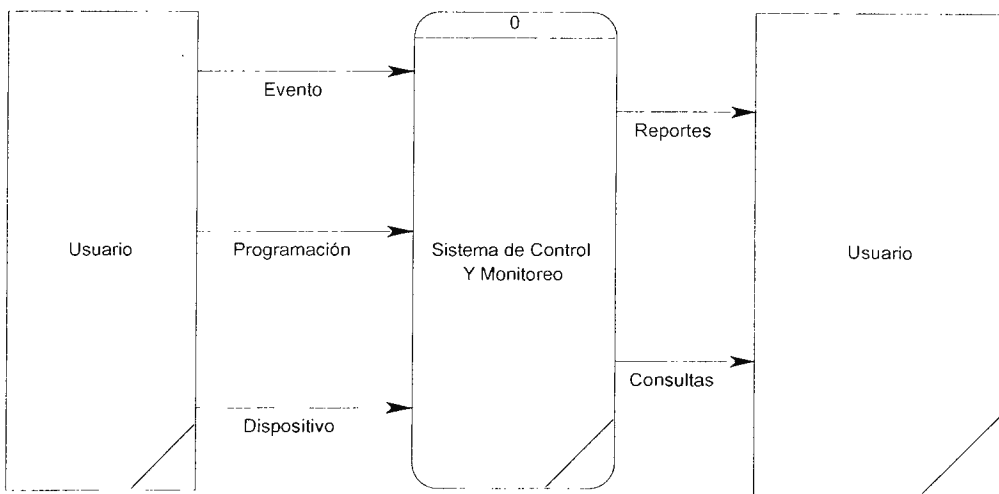 0
Evento
Reportes
Usuario
Programación
Sistema de Control
Y Monitoreo
Usuario
Consultas
Dispositivo